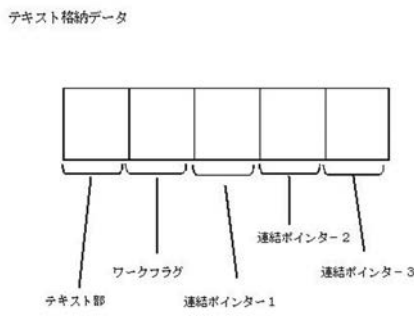 テキスト格納データ
連結ポインター2
ワークフラグ
連結ポインター3
テキスト部
連結ポインター1